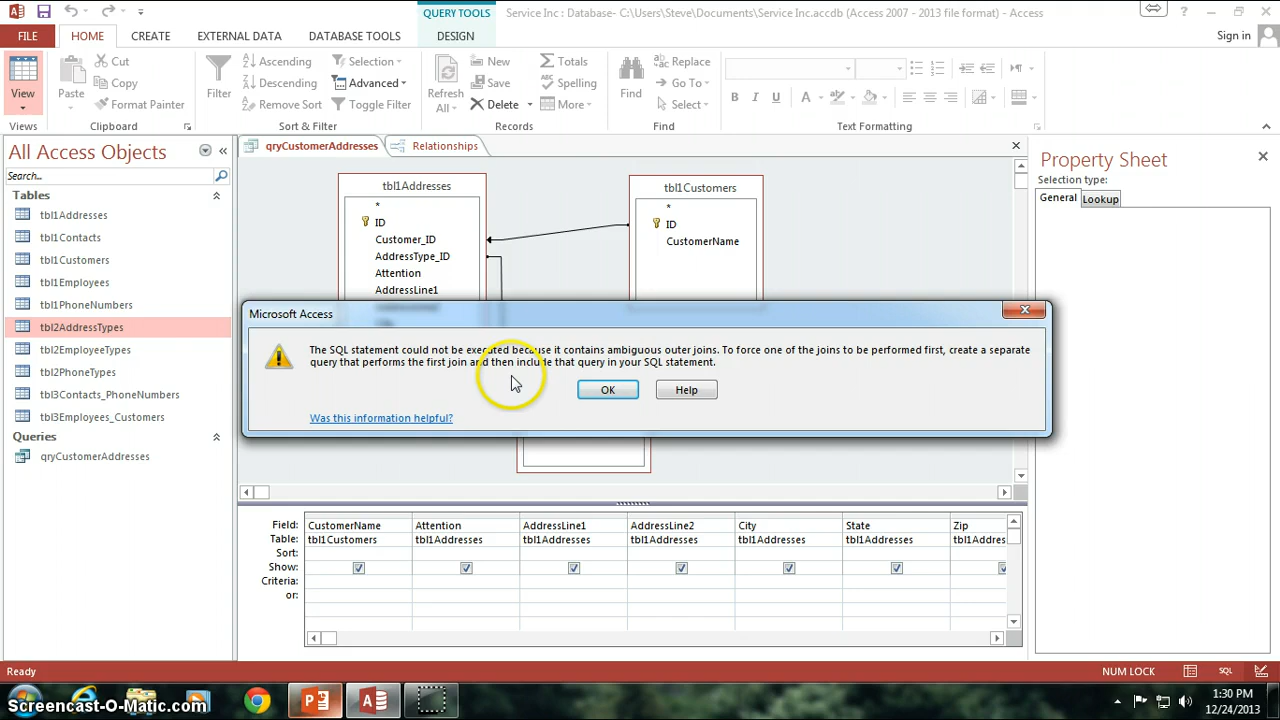 QUERY TOOLS
Service Inc : Database- C:\Users\Steve\Documents\Service Inc.accdb (Access 2007 - 2013 file format) - Access
FILE
HOME
CREATE
EXTERNAL DATA
DATABASE TOOLS
DESIGN
Sign in
View
Views
Paste
Cut
Copy
Format Painter
Clipboard
Filter
Ascending
Descending
Remove Sort
Selection
Advanced
Toggle Filter
Sort & Filter
Refresh
All
New
Save
Delete
Totals
Spelling
More
Records
Find
Replace
Go To
Select
Find
B I U A
Text Formatting
All Access Objects
Search...
Tables
tbl1Addresses
tbl1Contacts
tbl1Customers
tbl1Employees
tbl1PhoneNumbers
tbl2AddressTypes
tbl2EmployeeTypes
tbl2PhoneTypes
tbl3Contacts_PhoneNumbers
tbl3Employees_Customers
Queries
qryCustomerAddresses
qryCustomerAddresses
Relationships
tbl1Addresses
*
ID
Customer_ID
AddressType_ID
Attention
AddressLine1
tbl1Customers
*
ID
CustomerName
Property Sheet
Selection type:
General
Lookup
Microsoft Access
The SQL statement could not be executed because it contains ambiguous outer joins. To force one of the joins to be performed first, create a separate
query that performs the first join and then include that query in your SQL statement.
OK
Help
Was this information helpful?
Field: CustomerName Attention AddressLine1 AddressLine2 City State Zip
Table: tbl1Customers tbl1Addresses tbl1Addresses tbl1Addresses tbl1Addresses tbl1Addresses tbl1Addres
Sort:
Show:
Criteria:
or:
Ready
NUM LOCK
SQL
Screencast-O-Matic.com
1:30 PM
12/24/2013